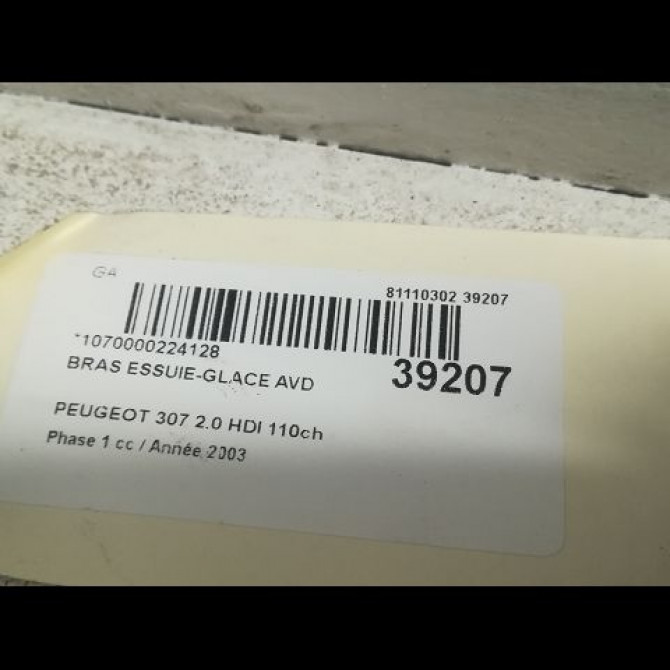 GA
81110302 39207
*1070000224128
BRAS ESSUIE-GLACE AVD
39207
PEUGEOT 307 2.0 HDI 110ch
Phase 1 cc / Année 2003